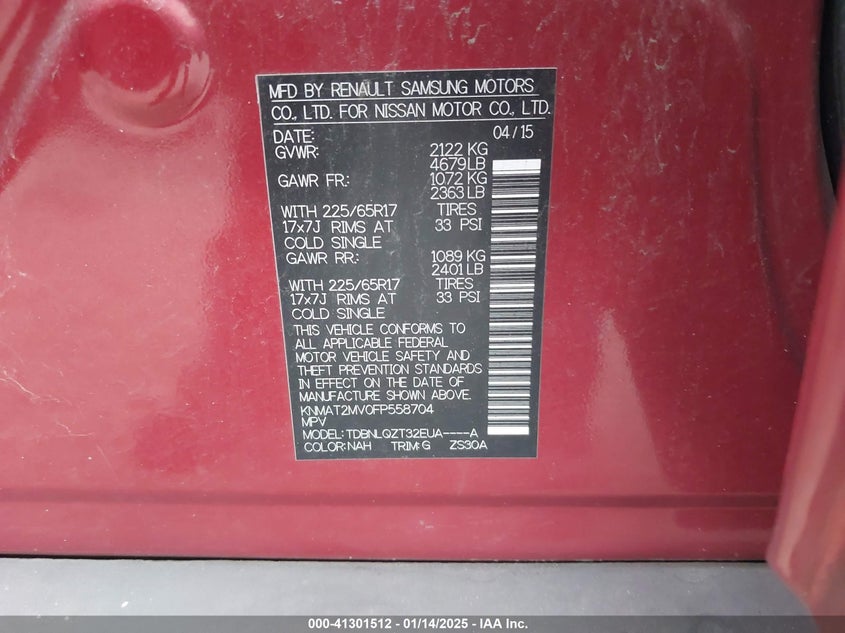 MFD BY RENAULT SAMSUNG MOTORS
CO., LTD. FOR NISSAN MOTOR CO., LTD.
DATE: 04/15
GVWR: 2122 KG
4679LB
GAWR FR.: 1072 KG
2363LB
WITH 225/65R17 TIRES
17x7J RIMS AT 33 PSI
COLD SINGLE
GAWR RR.: 1089 KG
2401LB
WITH 225/65R17 TIRES
17x7J RIMS AT 33 PSI
COLD SINGLE
THIS VEHICLE CONFORMS TO
ALL APPLICABLE FEDERAL
MOTOR VEHICLE SAFETY AND
THEFT PREVENTION STANDARDS
IN EFFECT ON THE DATE OF
MANUFACTURE SHOWN ABOVE.
KNMAT2MV0FP558704
MPV
MODEL: TDBNLQZT32EUA----A
COLOR: NAH TRIM: G ZS30A
000-41301512 - 01/14/2025 - IAA Inc.